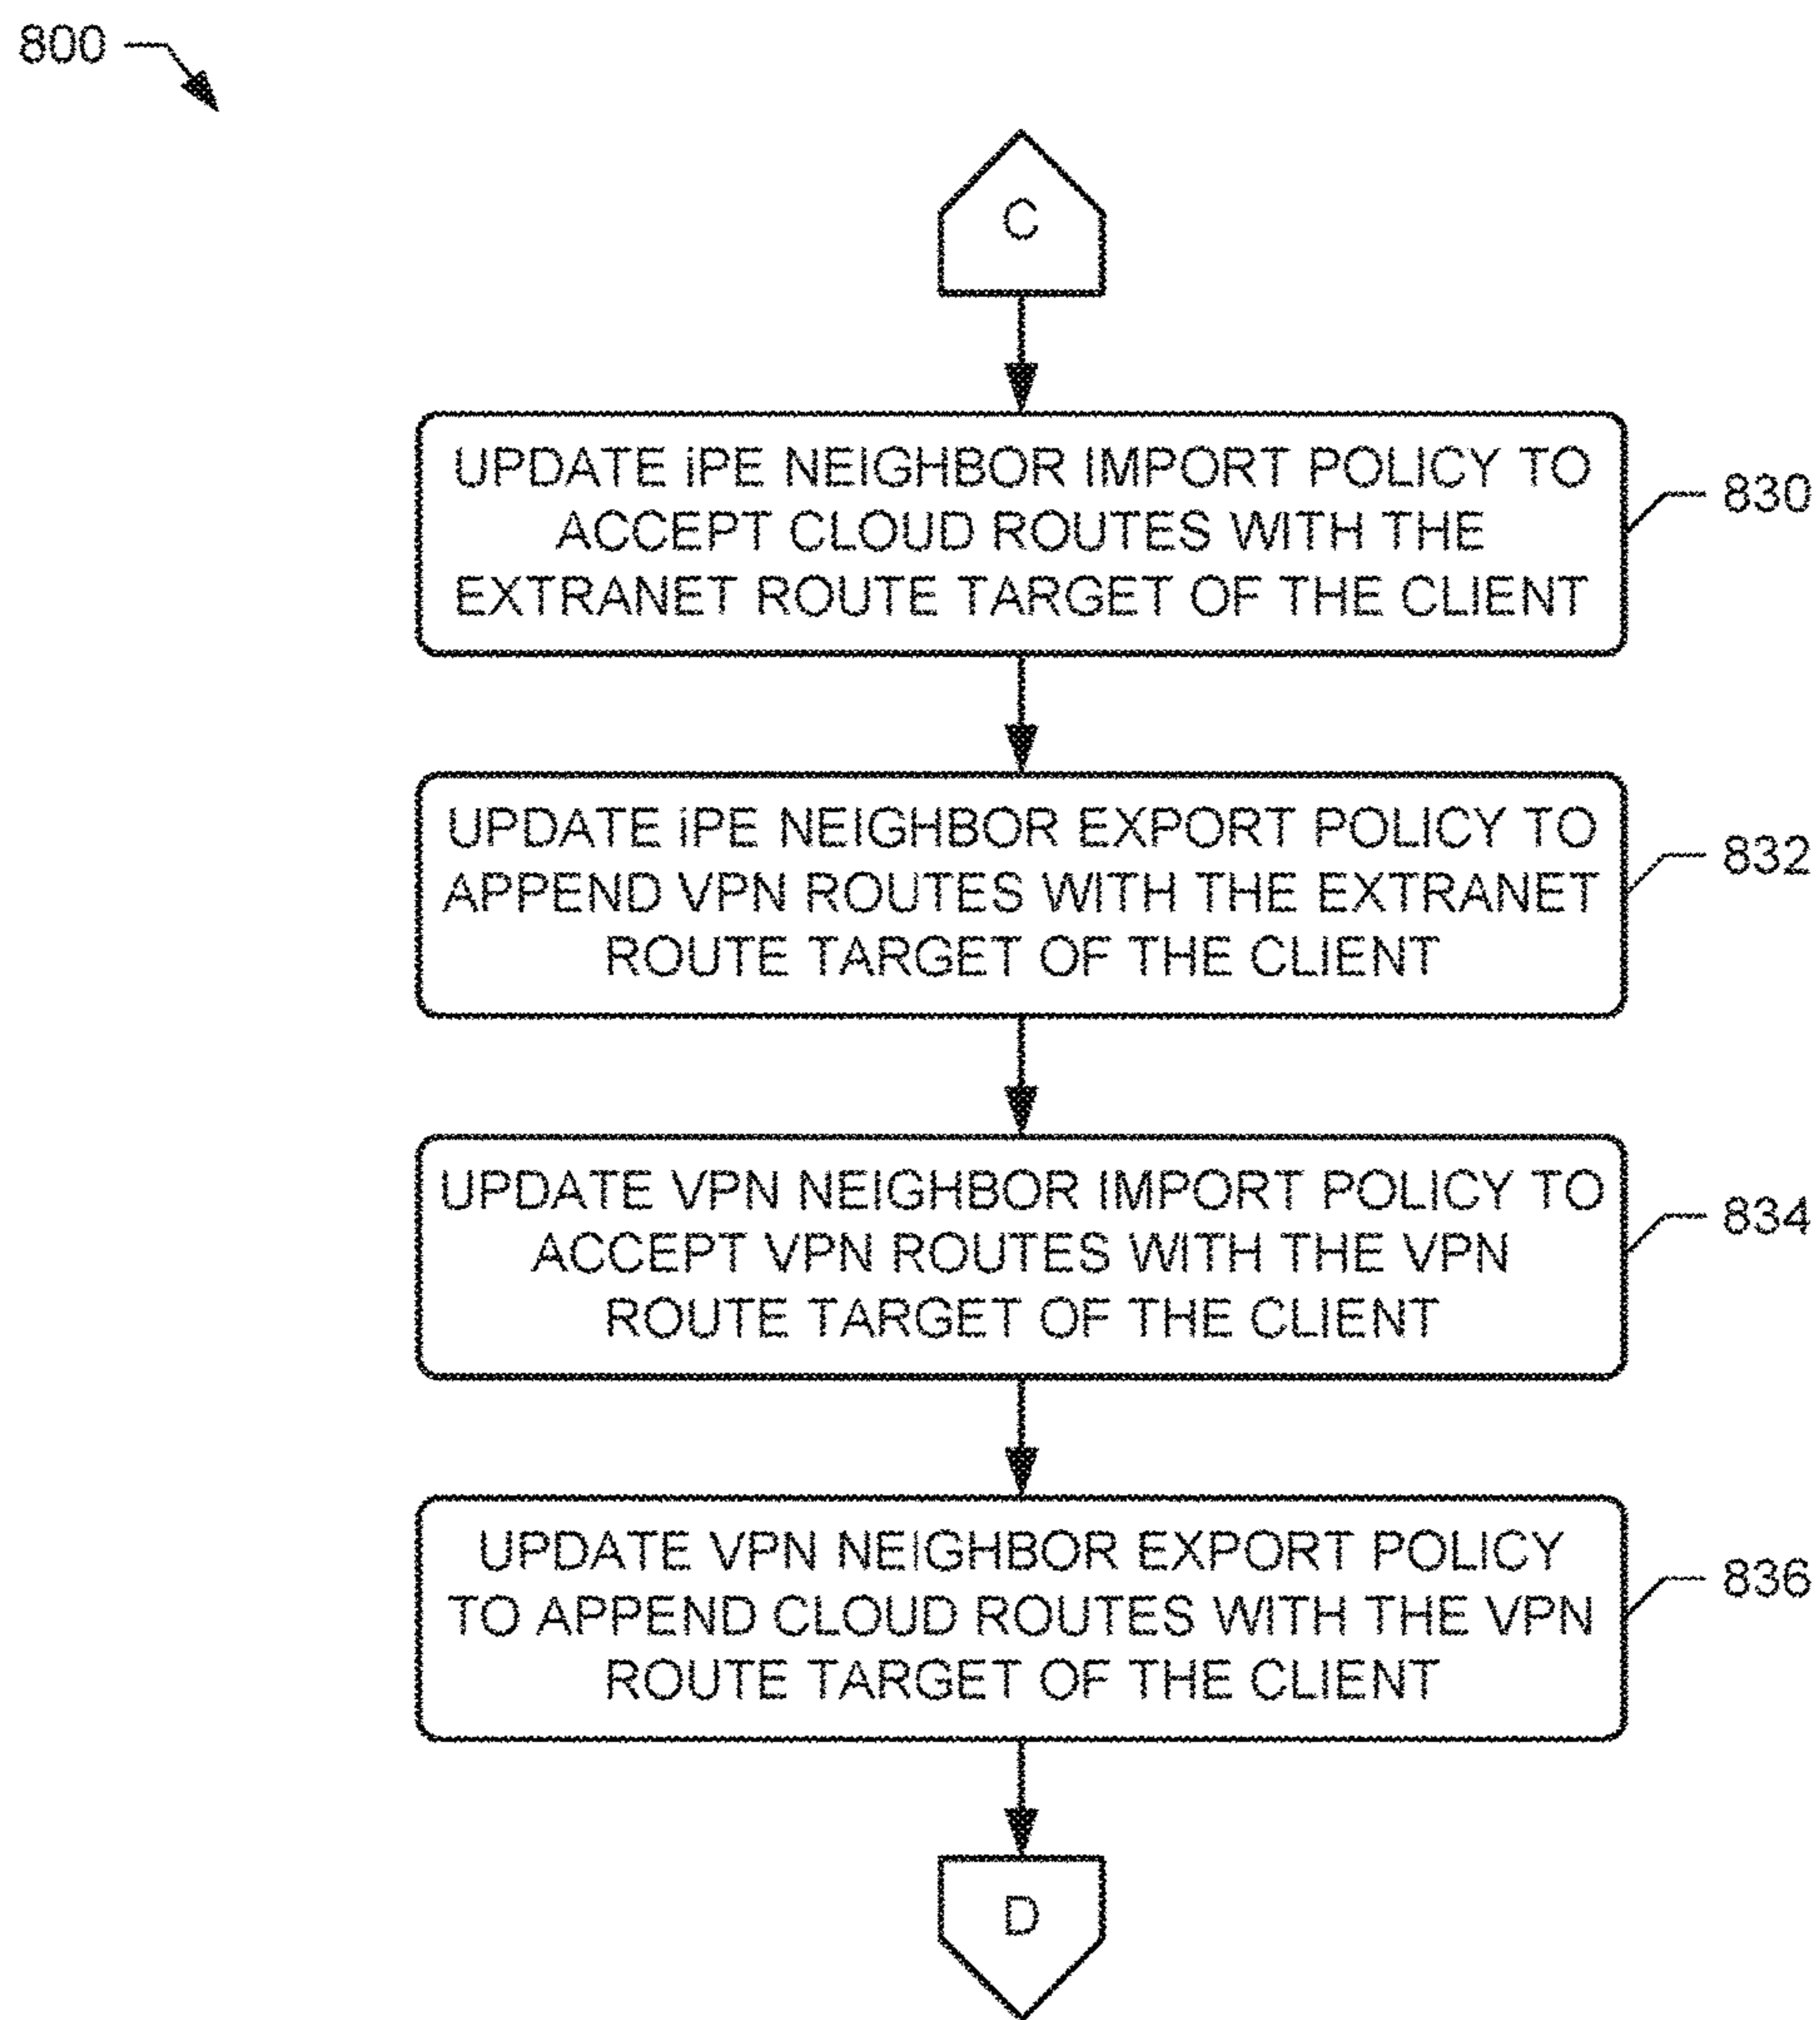 800
C
UPDATE iPE NEIGHBOR IMPORT POLICY TO
ACCEPT CLOUD ROUTES WITH THE
EXTRANET ROUTE TARGET OF THE CLIENT
830
UPDATE iPE NEIGHBOR EXPORT POLICY TO
APPEND VPN ROUTES WITH THE EXTRANET
ROUTE TARGET OF THE CLIENT
832
UPDATE VPN NEIGHBOR IMPORT POLICY TO
ACCEPT VPN ROUTES WITH THE VPN
ROUTE TARGET OF THE CLIENT
834
UPDATE VPN NEIGHBOR EXPORT POLICY
TO APPEND CLOUD ROUTES WITH THE VPN
ROUTE TARGET OF THE CLIENT
836
D